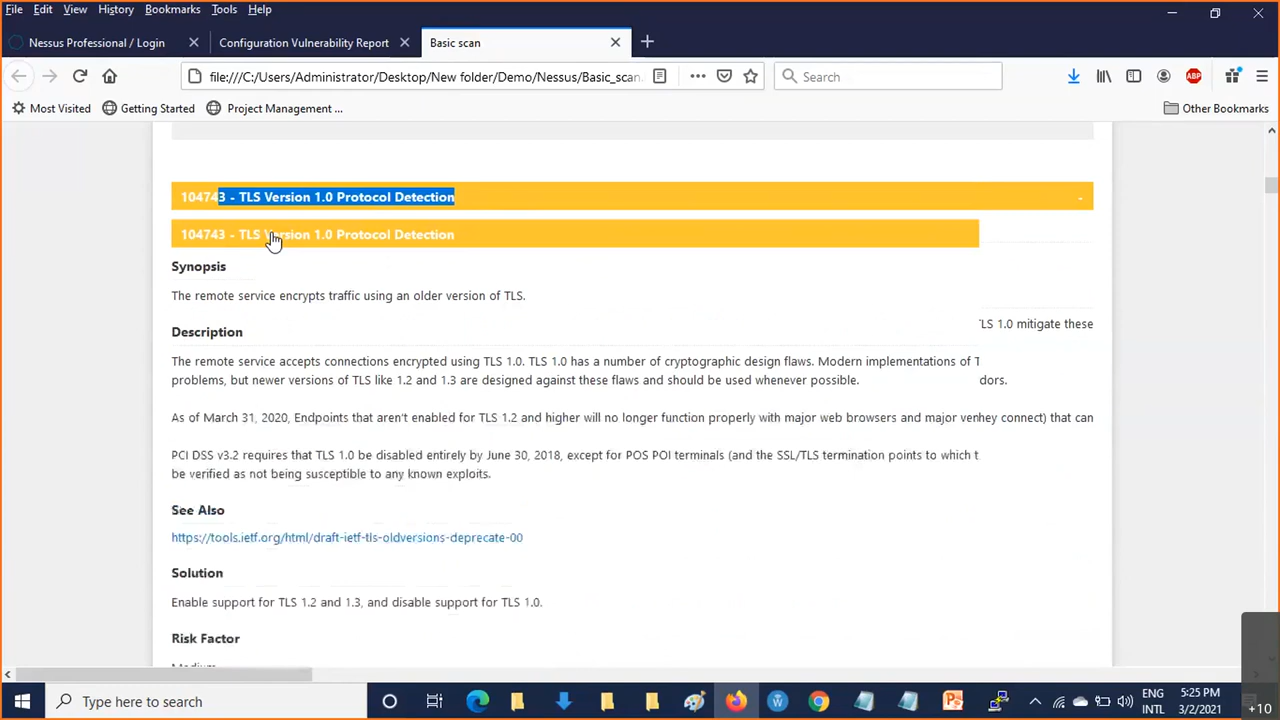 File Edit View History Bookmarks Tools Help
Nessus Professional / Login
Configuration Vulnerability Report
Basic scan
file:///C:/Users/Administrator/Desktop/New folder/Demo/Nessus/Basic_scan.
Search
ABP
Most Visited
Getting Started
Project Management ...
Other Bookmarks
104743 - TLS Version 1.0 Protocol Detection
-
104743 - TLS Version 1.0 Protocol Detection
Synopsis
The remote service encrypts traffic using an older version of TLS.
TLS 1.0 mitigate these
Description
The remote service accepts connections encrypted using TLS 1.0. TLS 1.0 has a number of cryptographic design flaws. Modern implementations of T
problems, but newer versions of TLS like 1.2 and 1.3 are designed against these flaws and should be used whenever possible. dors.
As of March 31, 2020, Endpoints that aren't enabled for TLS 1.2 and higher will no longer function properly with major web browsers and major venhey connect) that can
PCI DSS v3.2 requires that TLS 1.0 be disabled entirely by June 30, 2018, except for POS POI terminals (and the SSL/TLS termination points to which t
be verified as not being susceptible to any known exploits.
See Also
https://tools.ietf.org/html/draft-ietf-tls-oldversions-deprecate-00
Solution
Enable support for TLS 1.2 and 1.3, and disable support for TLS 1.0.
Risk Factor
Medium
Type here to search
ENG
INTL
5:25 PM
3/2/2021
+10